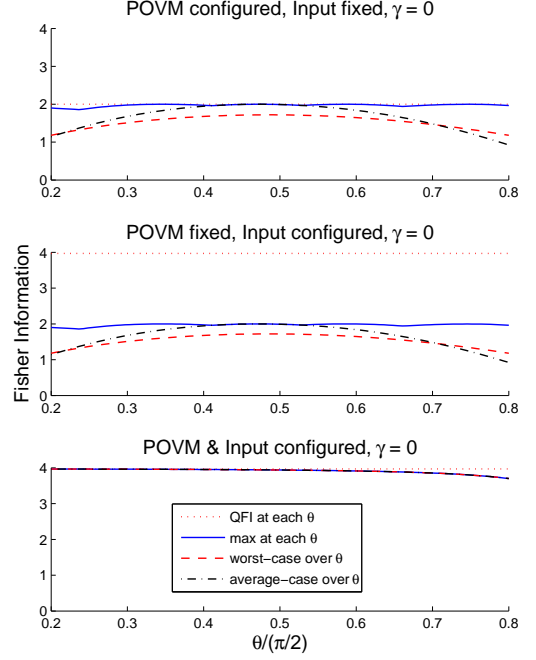 POVM configured, Input fixed, γ = 0
4
3
2
1
0
0.2 0.3 0.4 0.5 0.6 0.7 0.8
POVM fixed, Input configured, γ = 0
4
3
2
1
0
0.2 0.3 0.4 0.5 0.6 0.7 0.8
Fisher Information
POVM & Input configured, γ = 0
4
3
2
1
0
QFI at each θ
max at each θ
worst−case over θ
average−case over θ
0.2 0.3 0.4 0.5 0.6 0.7 0.8
θ/(π/2)